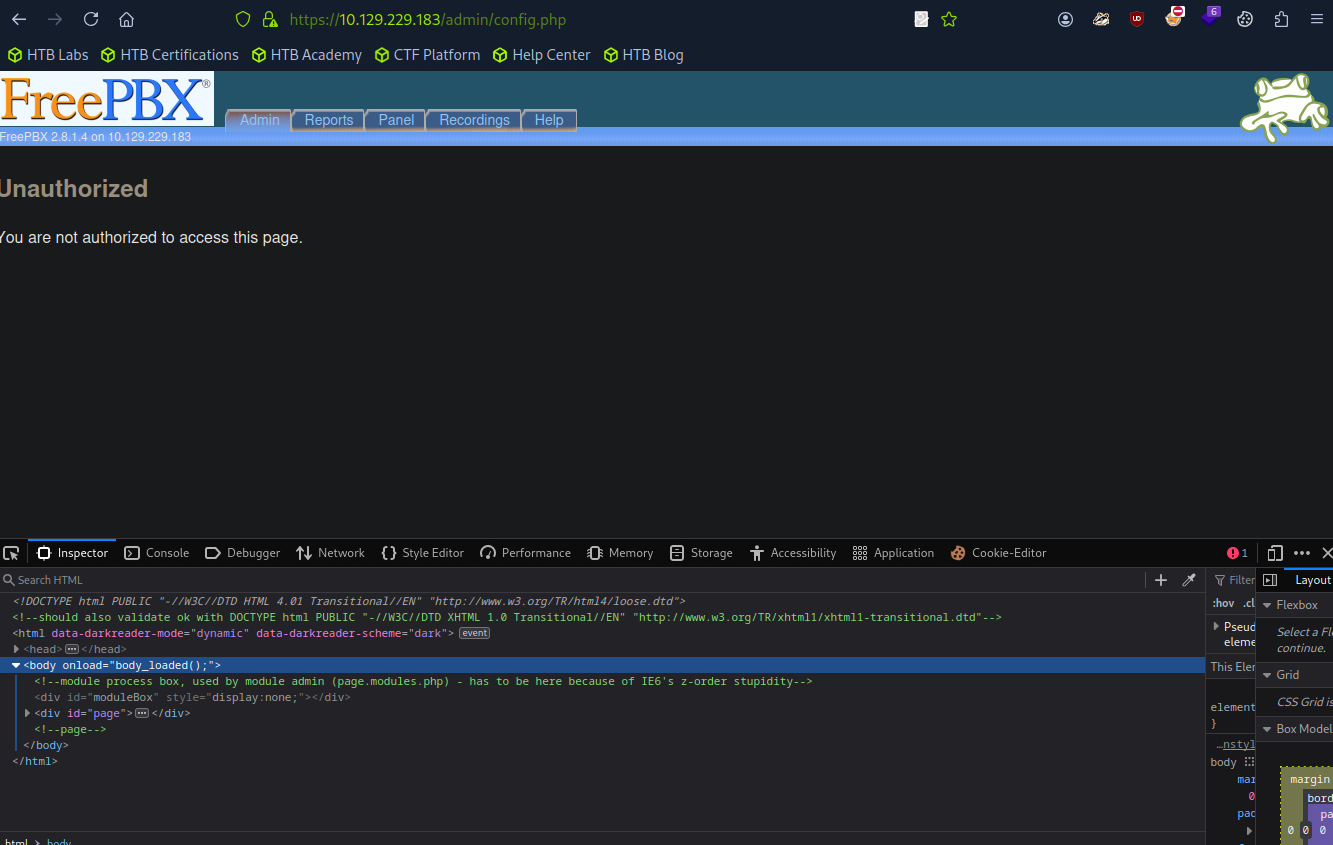 https://10.129.229.183/admin/config.php
6
HTB Labs HTB Certifications HTB Academy CTF Platform Help Center HTB Blog
FreePBX®
Admin Reports Panel Recordings Help
FreePBX 2.8.1.4 on 10.129.229.183
Unauthorized
You are not authorized to access this page.
Inspector Console Debugger Network Style Editor Performance Memory Storage Accessibility Application Cookie-Editor 1
Search HTML
Filter
Layout
<!DOCTYPE html PUBLIC "-//W3C//DTD HTML 4.01 Transitional//EN" "http://www.w3.org/TR/html4/loose.dtd">
<!--should also validate ok with DOCTYPE html PUBLIC "-//W3C//DTD XHTML 1.0 Transitional//EN" "http://www.w3.org/TR/xhtml1/xhtml1-transitional.dtd"-->
<html data-darkreader-mode="dynamic" data-darkreader-scheme="dark"> event
<head> </head>
<body onload="body_loaded();">
<!--module process box, used by module admin (page.modules.php) - has to be here because of IE6's z-order stupidity-->
<div id="moduleBox" style="display:none;"></div>
<div id="page"> </div>
<!--page-->
</body>
</html>
html > body
:hov .cl
Pseud
eleme
This Elem
element
}
…nstyl
body
mar
0
pad
Flexbox
Select a Fle
continue.
Grid
CSS Grid is
Box Model
margin
bord
pa
0 0 0